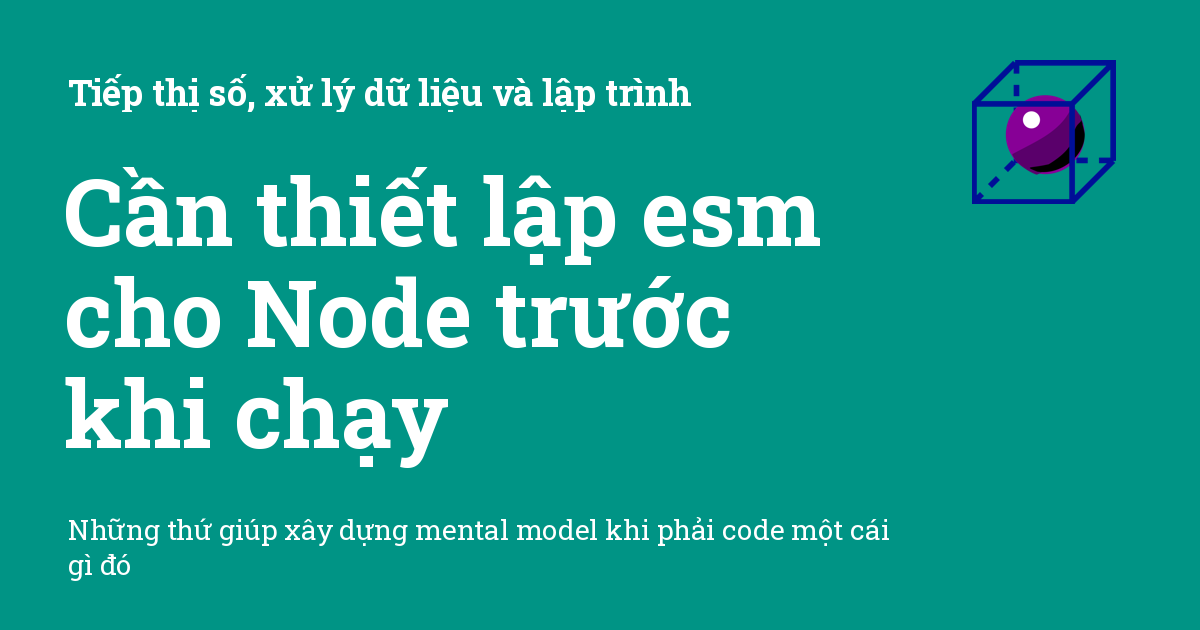 Tiếp thị số, xử lý dữ liệu và lập trình
Cần thiết lập esm
cho Node trước
khi chạy
Những thứ giúp xây dựng mental model khi phải code một cái
gì đó